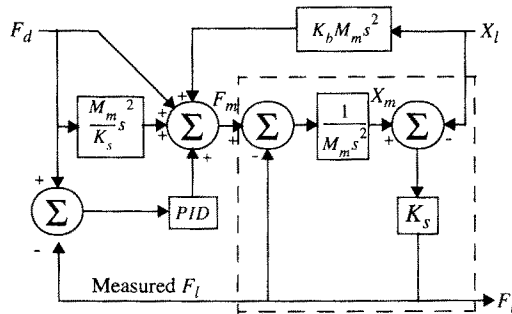 F_d
K_b M_m s^2
X_l
M_m/K_s s^2
+
+
+
+
Σ
F_m
+
-
Σ
1/(M_m s^2)
X_m
+
-
Σ
+
-
Σ
PID
K_s
Measured F_l
F_l